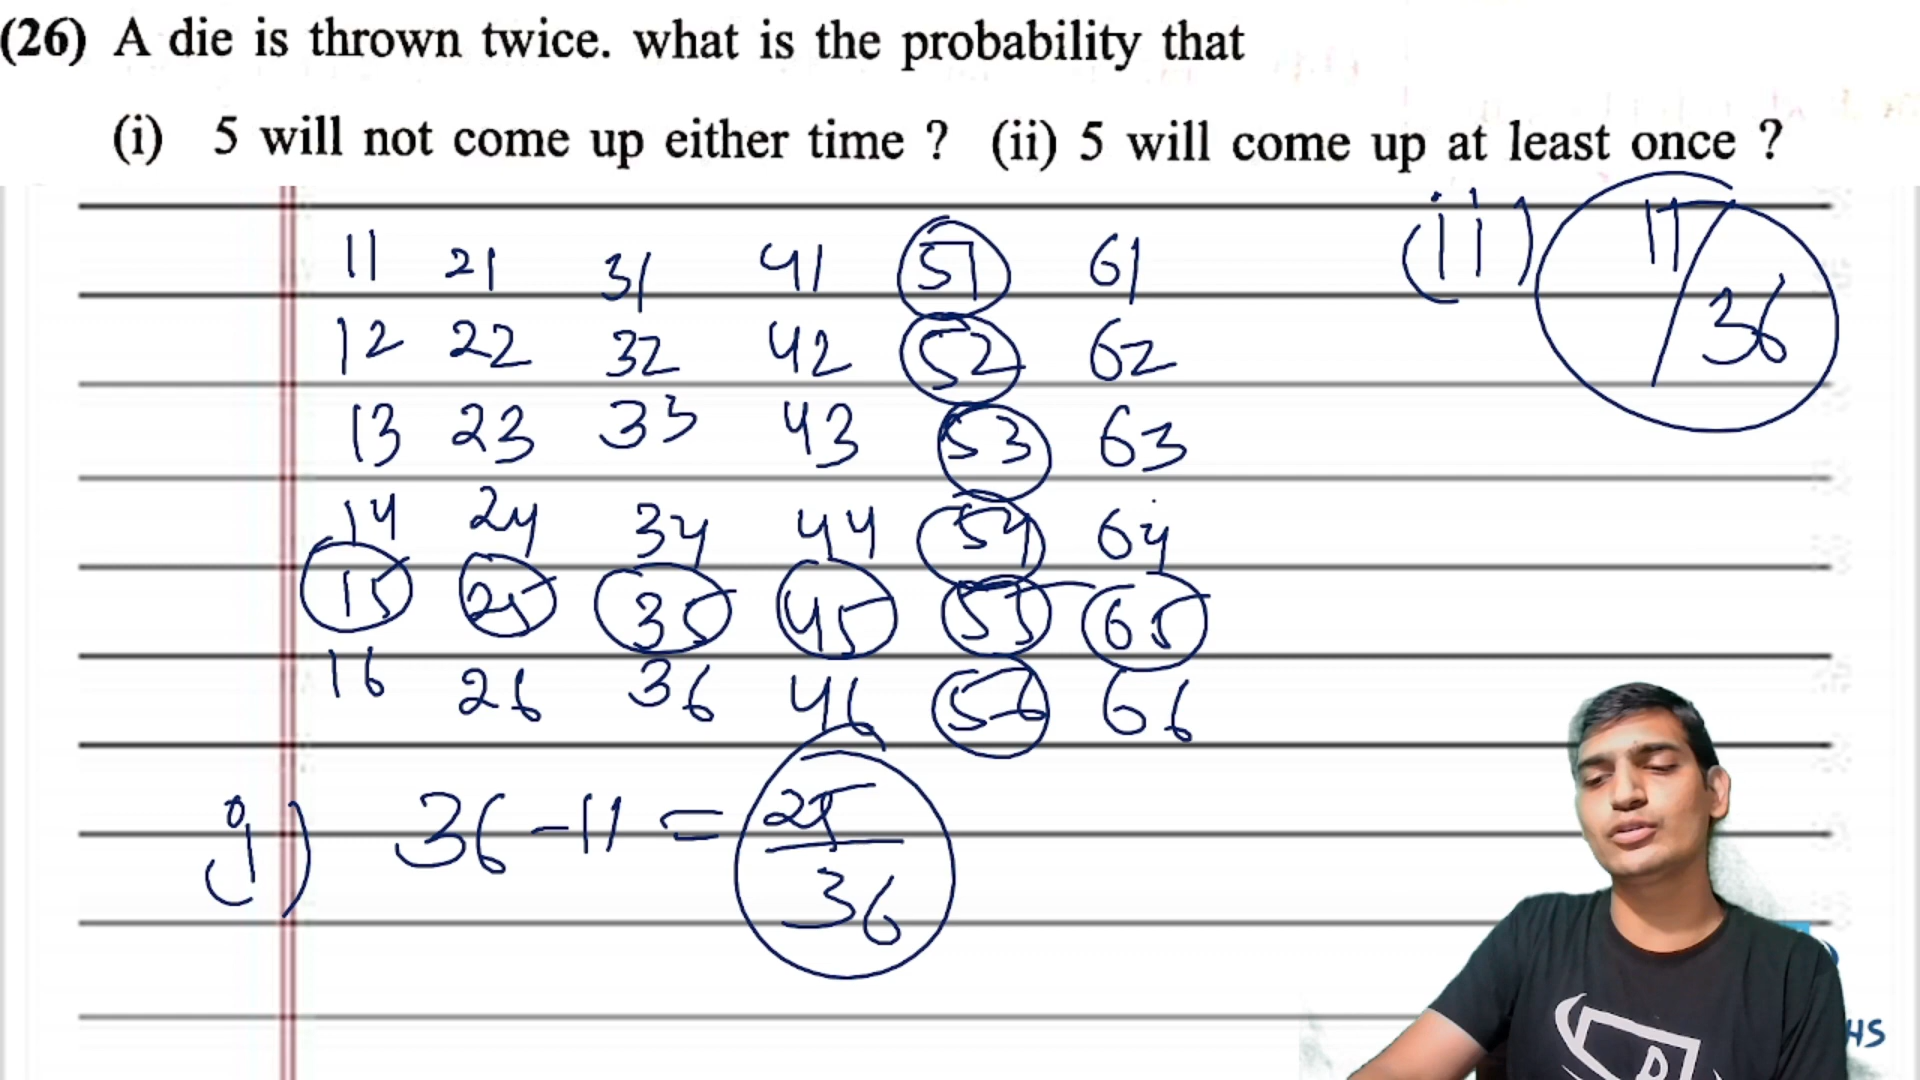 (26) A die is thrown twice. what is the probability that
(i) 5 will not come up either time ? (ii) 5 will come up at least once ?
11 21 31 41 51 61 (ii) 11/36
12 22 32 42 52 62
13 23 33 43 53 63
14 24 34 44 54 64
15 25 35 45 55 65
16 26 36 46 56 66
i) 36-11 = 25/36
HS